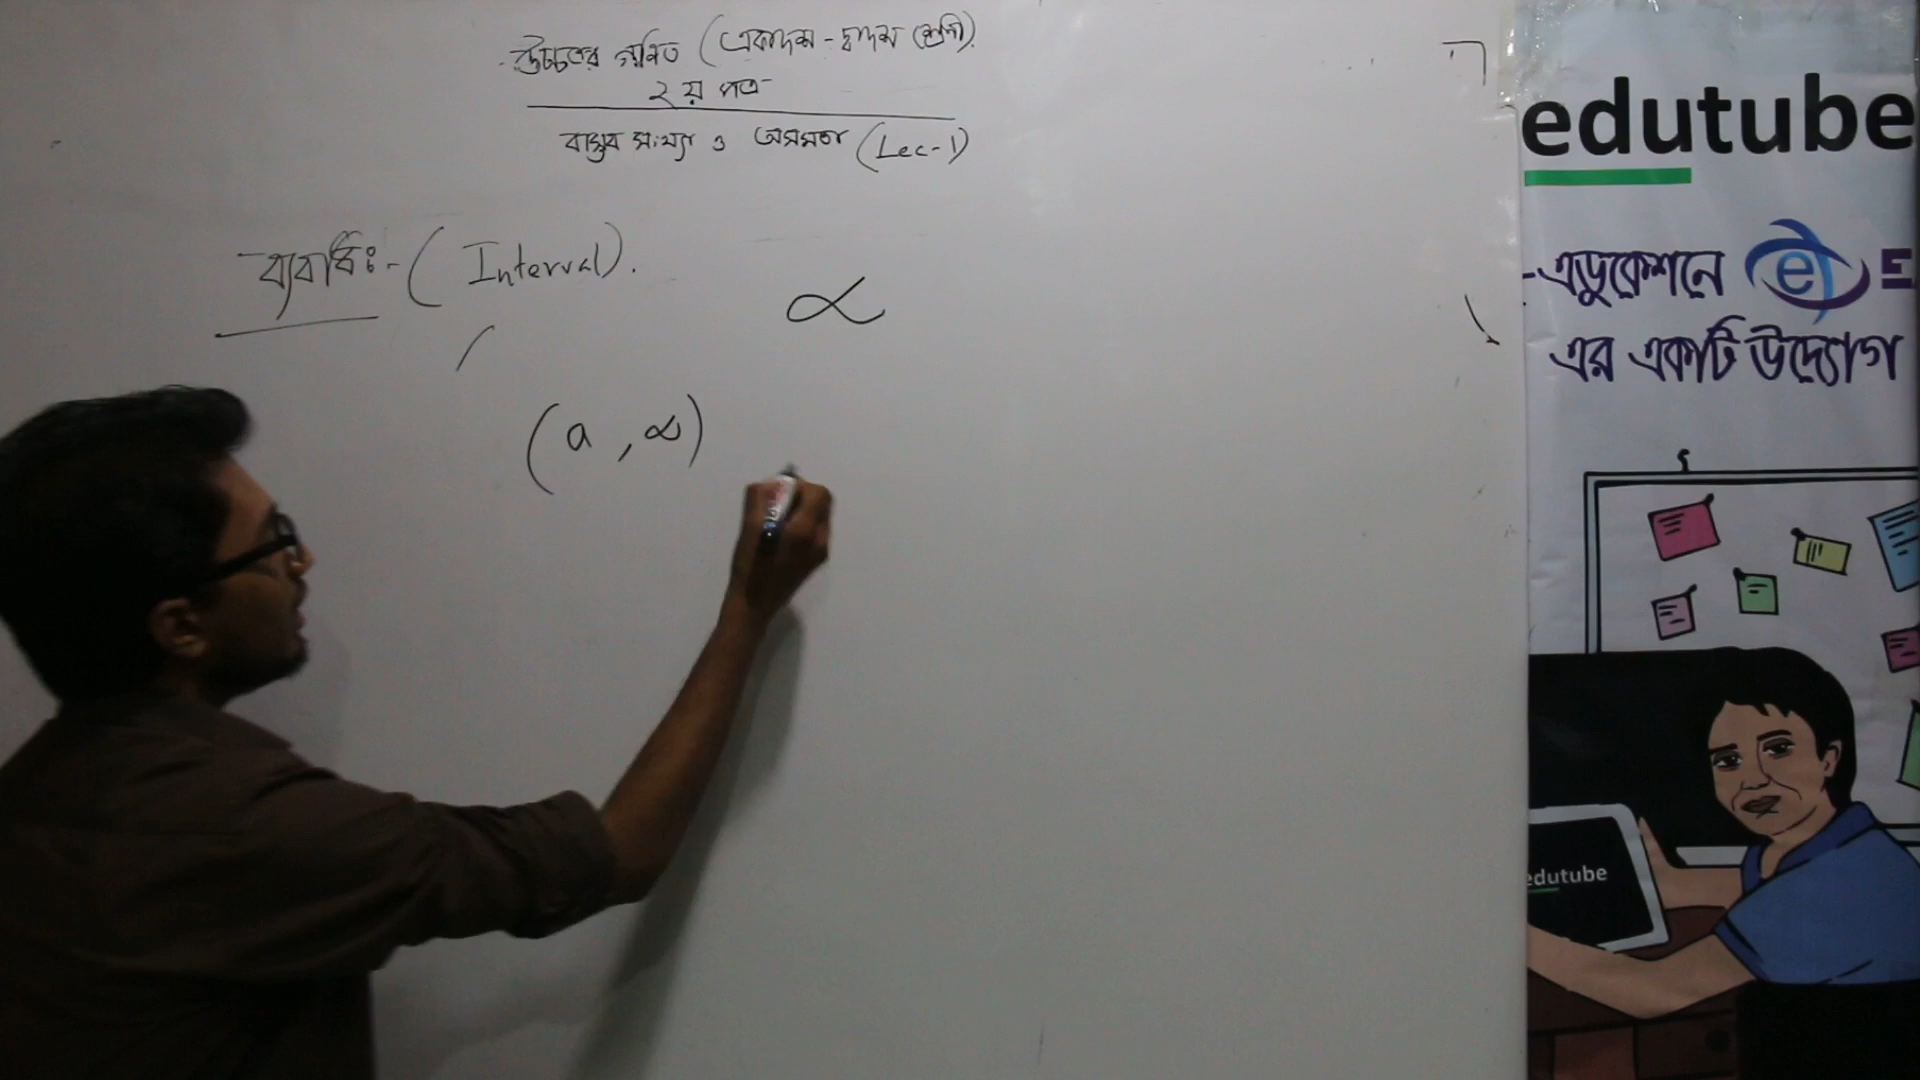 উচ্চতর গণিত (একাদশ - দ্বাদশ শ্রেণী).
২য় পত্র
বাস্তব সংখ্যা ও অসমতা (Lec-1)
ব্যবধিঃ- ( Interval).
∝
(a , ∝)
edutube
-এডুকেশনে e E
এর একটি উদ্যোগ
edutube